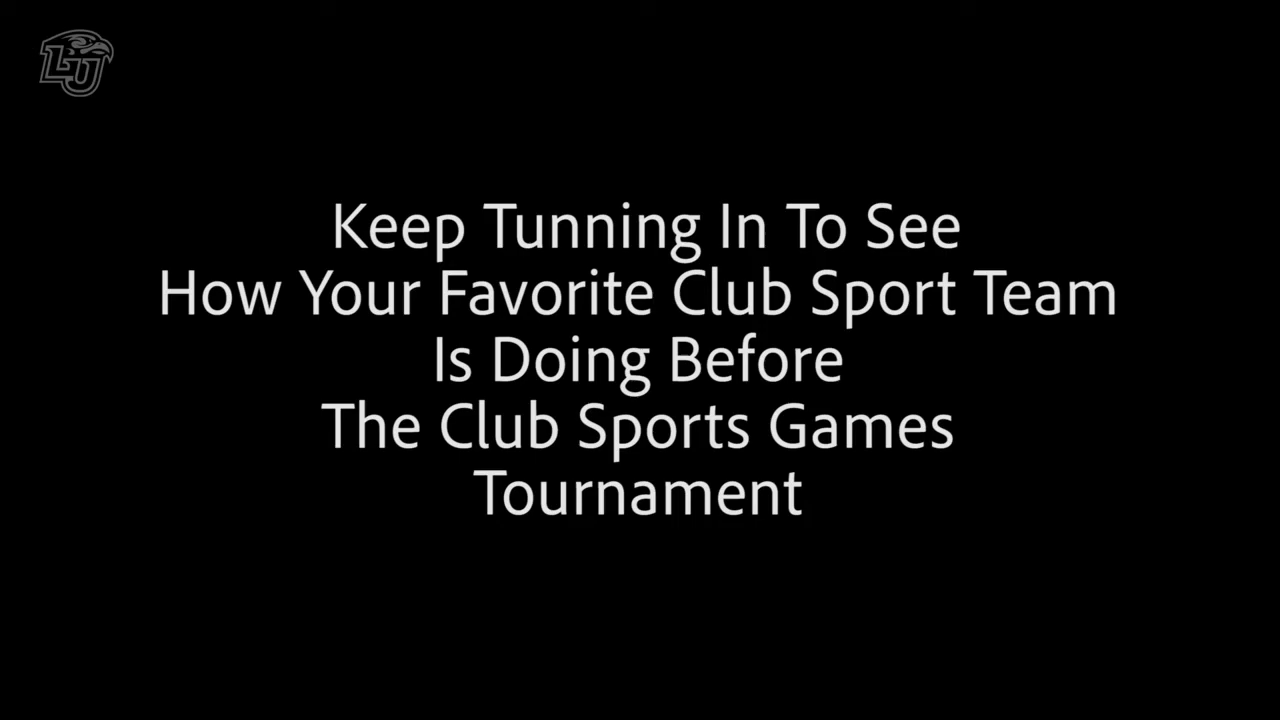 LU
Keep Tunning In To See
How Your Favorite Club Sport Team
Is Doing Before
The Club Sports Games
Tournament